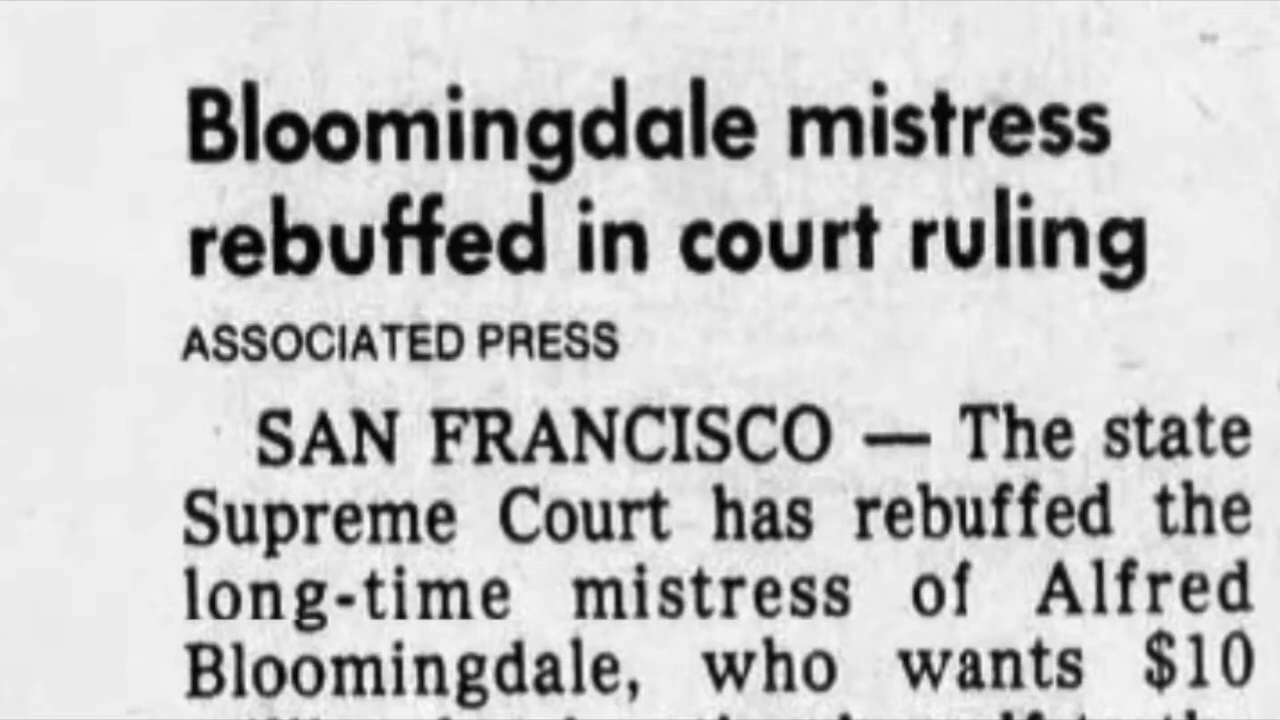 Bloomingdale mistress
rebuffed in court ruling
ASSOCIATED PRESS
SAN FRANCISCO — The state
Supreme Court has rebuffed the
long-time mistress of Alfred
Bloomingdale, who wants $10